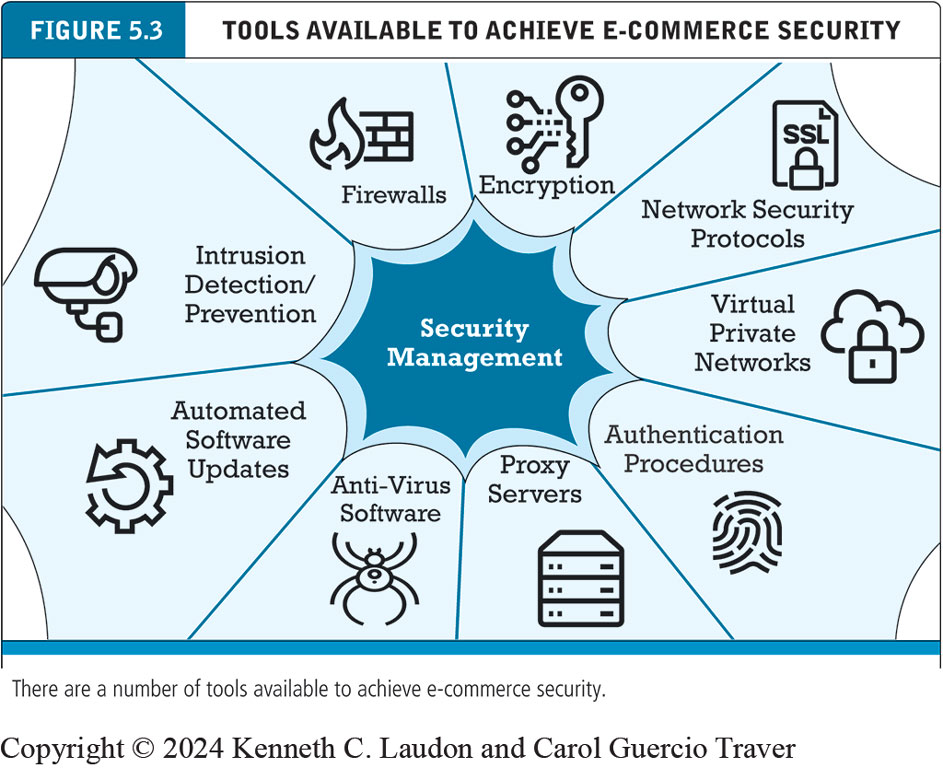 FIGURE 5.3
TOOLS AVAILABLE TO ACHIEVE E-COMMERCE SECURITY
Firewalls
Encryption
SSL
Network Security
Protocols
Intrusion
Detection/
Prevention
Security
Management
Virtual
Private
Networks
Automated
Software
Updates
Anti-Virus
Software
Proxy
Servers
Authentication
Procedures
There are a number of tools available to achieve e-commerce security.
Copyright © 2024 Kenneth C. Laudon and Carol Guercio Traver